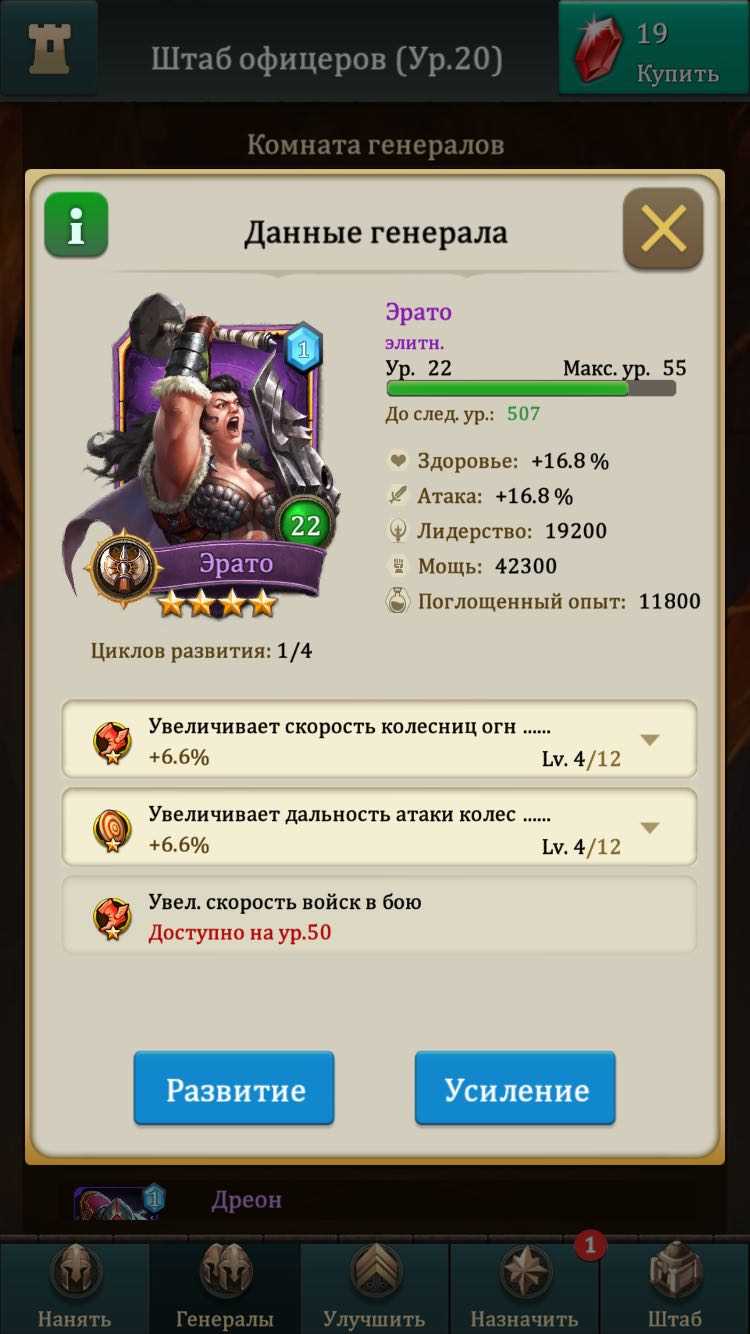 Штаб офицеров (Ур.20)
19
Купить
Комната генералов
i
Данные генерала
1
22
Эрато
Циклов развития: 1/4
Эрато
элитн.
Ур. 22 Макс. ур. 55
До след. ур.: 507
Здоровье: +16.8 %
Атака: +16.8 %
Лидерство: 19200
Мощь: 42300
Поглощенный опыт: 11800
Увеличивает скорость колесниц огн ......
+6.6% Lv. 4/12
Увеличивает дальность атаки колес ......
+6.6% Lv. 4/12
Увел. скорость войск в бою
Доступно на ур.50
Развитие Усиление
1
Дреон
1
Нанять Генералы Улучшить Назначить Штаб